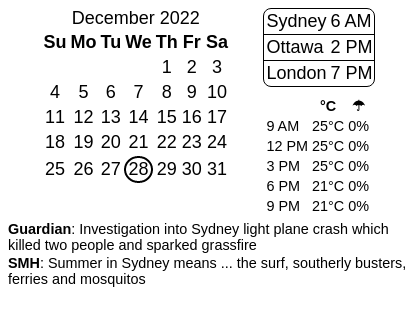 December 2022
Su Mo Tu We Th Fr Sa
1 2 3
4 5 6 7 8 9 10
11 12 13 14 15 16 17
18 19 20 21 22 23 24
25 26 27 28 29 30 31
Sydney 6 AM
Ottawa 2 PM
London 7 PM
°C ☂
9 AM 25°C 0%
12 PM 25°C 0%
3 PM 25°C 0%
6 PM 21°C 0%
9 PM 21°C 0%
Guardian: Investigation into Sydney light plane crash which
killed two people and sparked grassfire
SMH: Summer in Sydney means ... the surf, southerly busters,
ferries and mosquitos